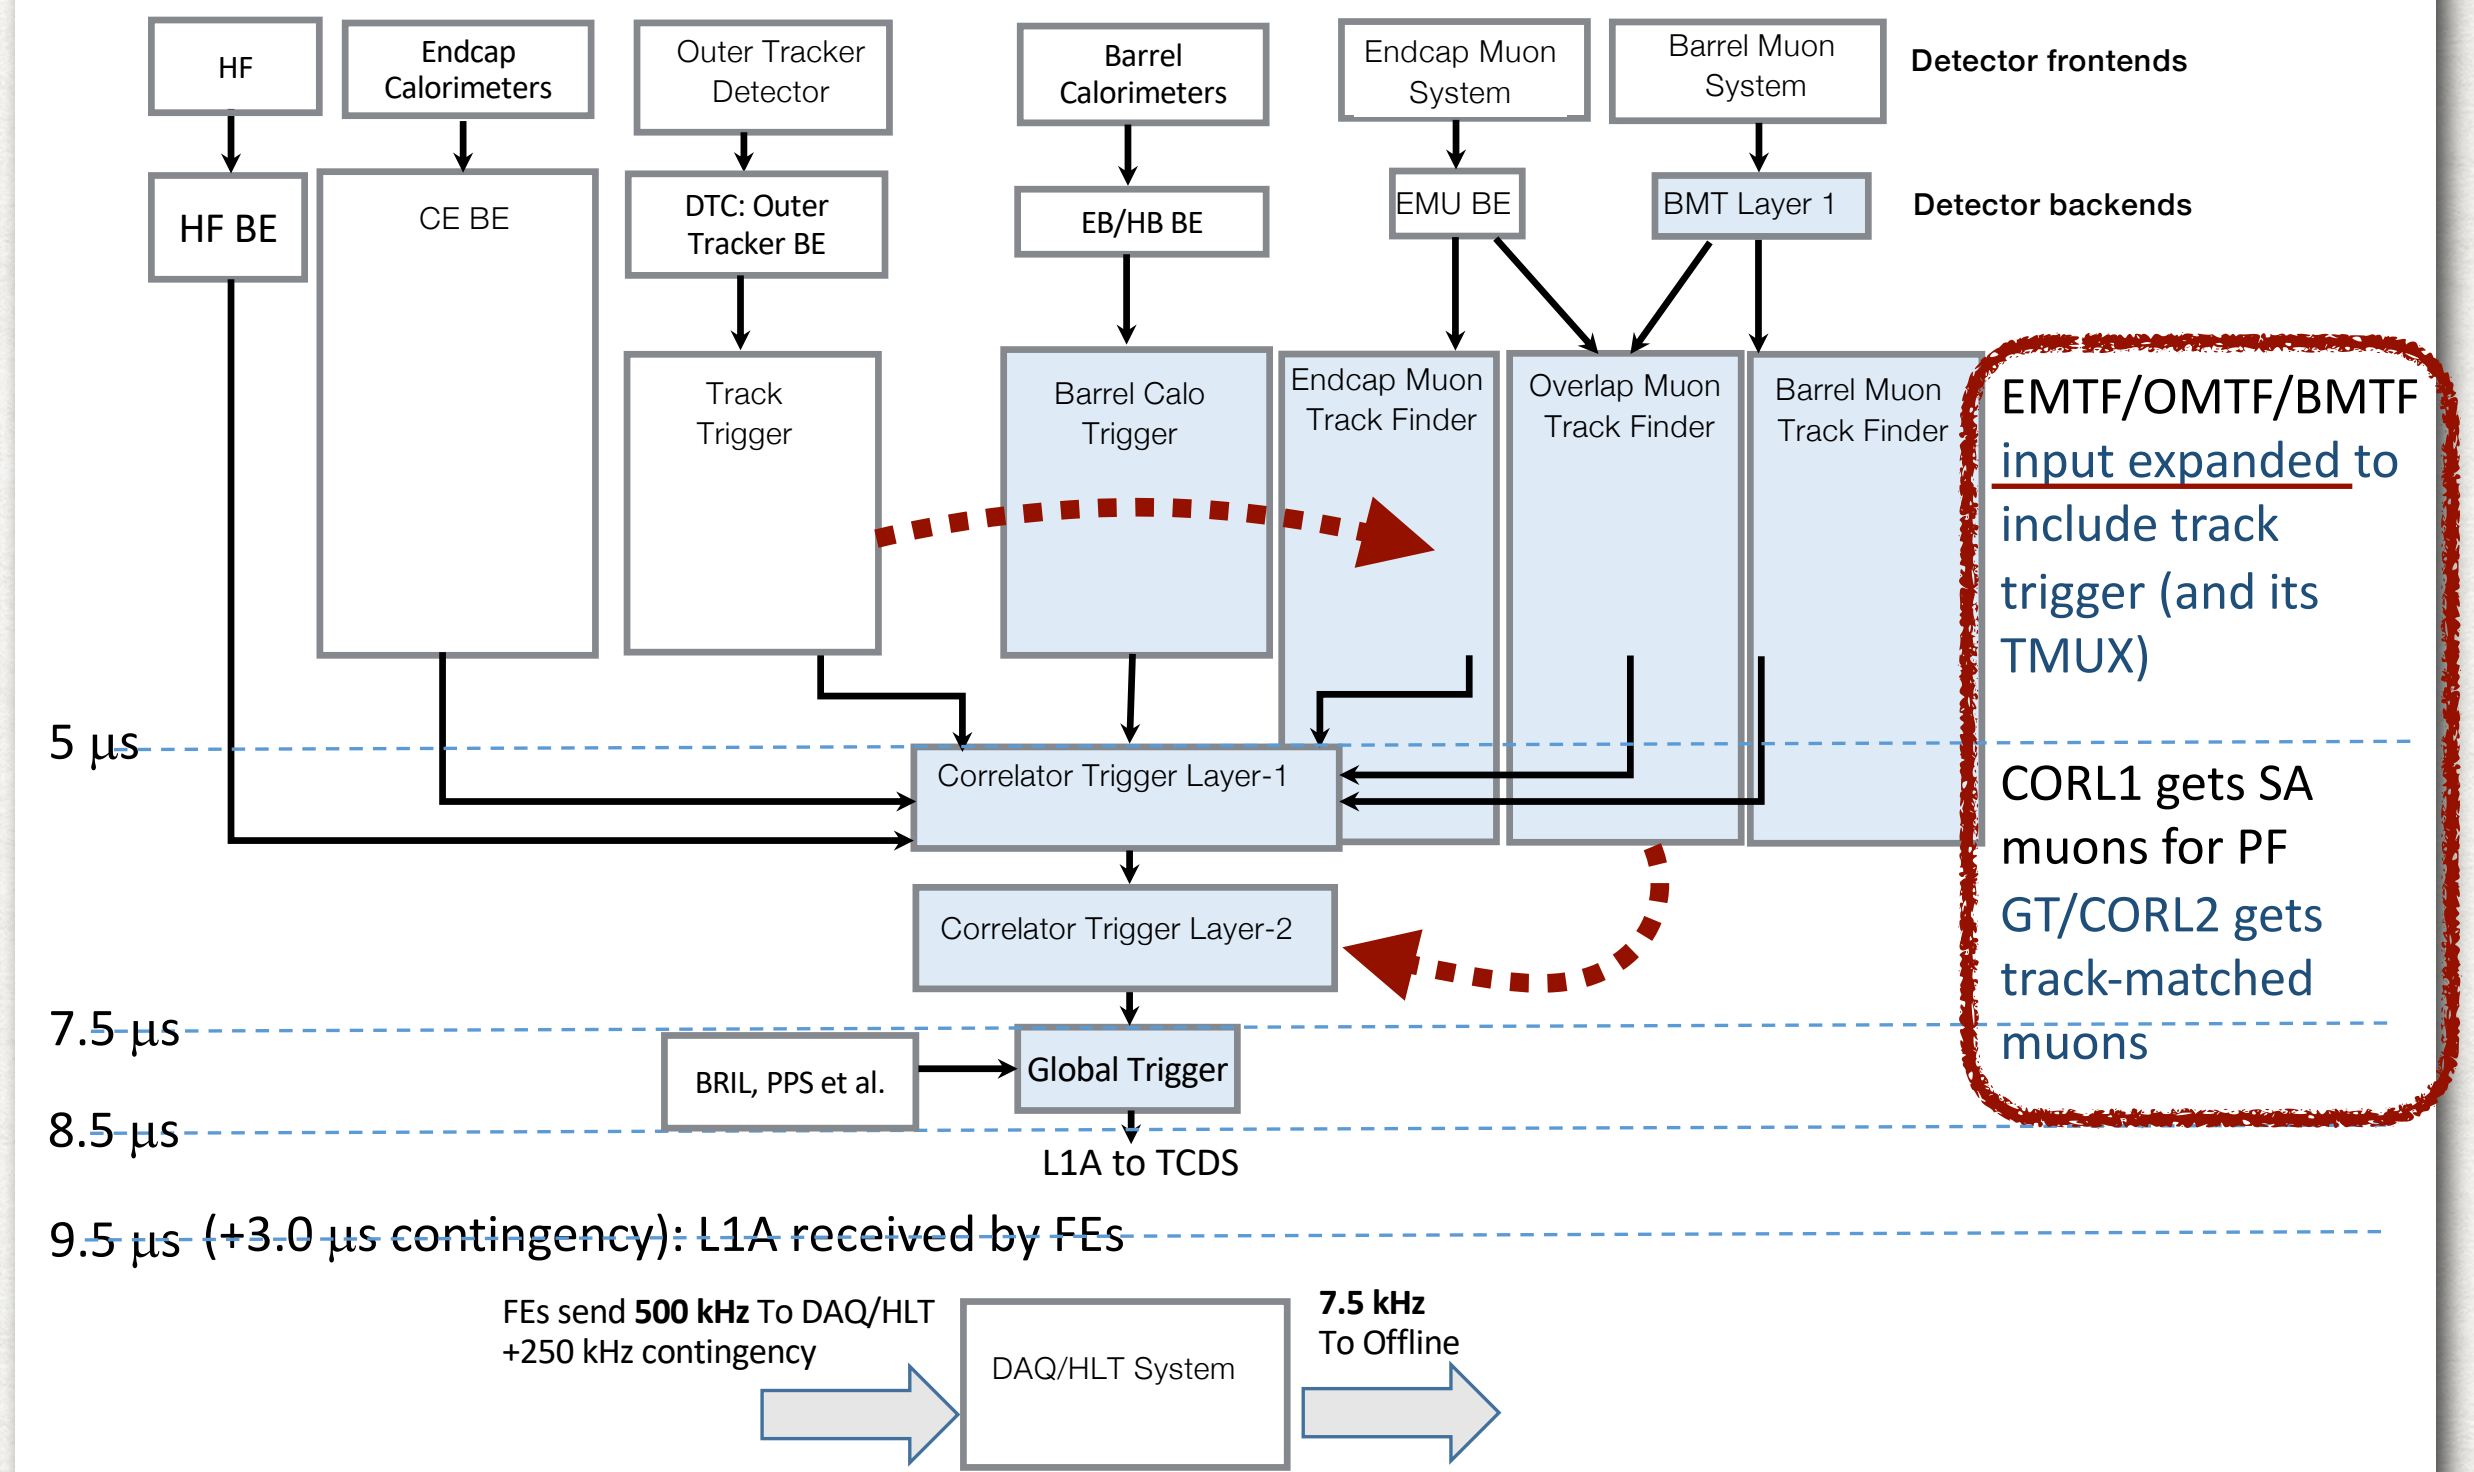 HF
Endcap
Calorimeters
Outer Tracker
Detector
Barrel
Calorimeters
Endcap Muon
System
Barrel Muon
System
Detector frontends
HF BE
CE BE
DTC: Outer
Tracker BE
EB/HB BE
EMU BE
BMT Layer 1
Detector backends
Track
Trigger
Barrel Calo
Trigger
Endcap Muon
Track Finder
Overlap Muon
Track Finder
Barrel Muon
Track Finder
EMTF/OMTF/BMTF
input expanded to
include track
trigger (and its
TMUX)
5 μs
Correlator Trigger Layer-1
CORL1 gets SA
muons for PF
GT/CORL2 gets
track-matched
muons
Correlator Trigger Layer-2
7.5 μs
BRIL, PPS et al.
Global Trigger
8.5 μs
L1A to TCDS
9.5 μs (+3.0 μs contingency): L1A received by FEs
FEs send 500 kHz To DAQ/HLT
+250 kHz contingency
DAQ/HLT System
7.5 kHz
To Offline